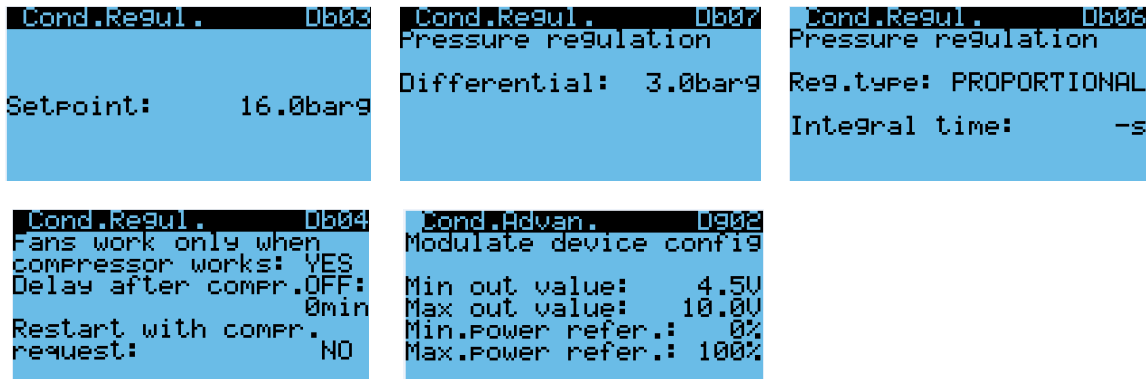 Cond.Regul. Db03
Setpoint: 16.0barg
Cond.Regul. Db07
Pressure regulation
Differential: 3.0barg
Cond.Regul. Db06
Pressure regulation
Reg.type: PROPORTIONAL
Integral time: -s
Cond.Regul. Db04
Fans work only when
compressor works: YES
Delay after compr.OFF:
0min
Restart with compr.
request: NO
Cond.Advan. Dg02
Modulate device config
Min out value: 4.5V
Max out value: 10.0V
Min.power refer.: 0%
Max.power refer.: 100%